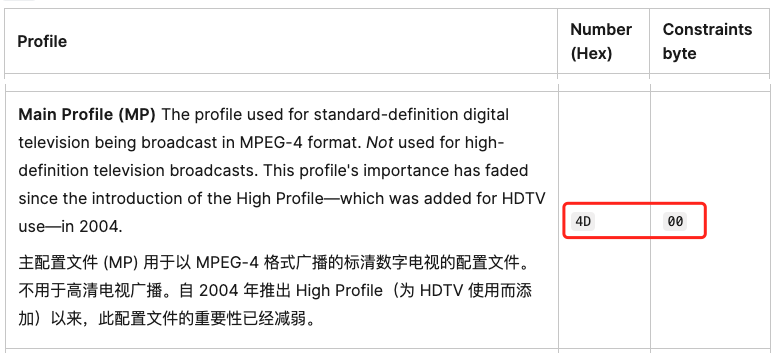 Profile
Number
(Hex)
Constraints
byte
Main Profile (MP) The profile used for standard-definition digital
television being broadcast in MPEG-4 format. Not used for high-
definition television broadcasts. This profile's importance has faded
since the introduction of the High Profile—which was added for HDTV
use—in 2004.
主配置文件 (MP) 用于以 MPEG-4 格式广播的标清数字电视的配置文件。
不用于高清电视广播。自 2004 年推出 High Profile（为 HDTV 使用而添
加）以来，此配置文件的重要性已经减弱。
4D
00